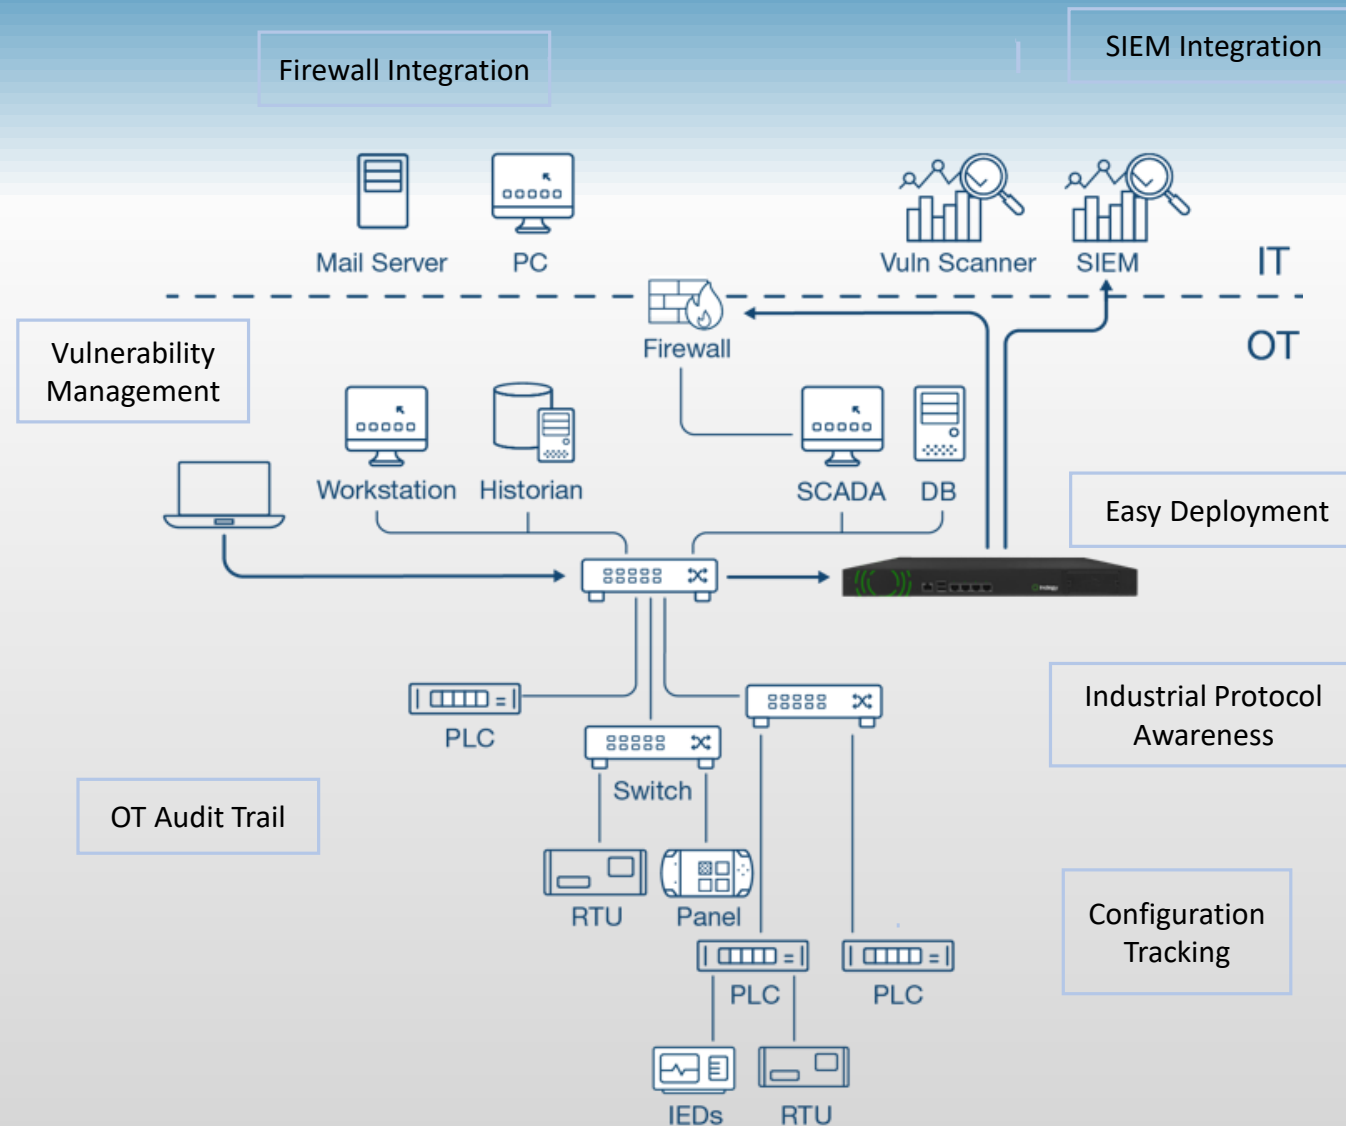 Firewall Integration
SIEM Integration
Mail Server
PC
Vuln Scanner
SIEM
IT
Firewall
OT
Vulnerability
Management
Workstation
Historian
SCADA
DB
Easy Deployment
PLC
Switch
Industrial Protocol
Awareness
OT Audit Trail
RTU
Panel
Configuration
Tracking
PLC
PLC
IEDs
RTU